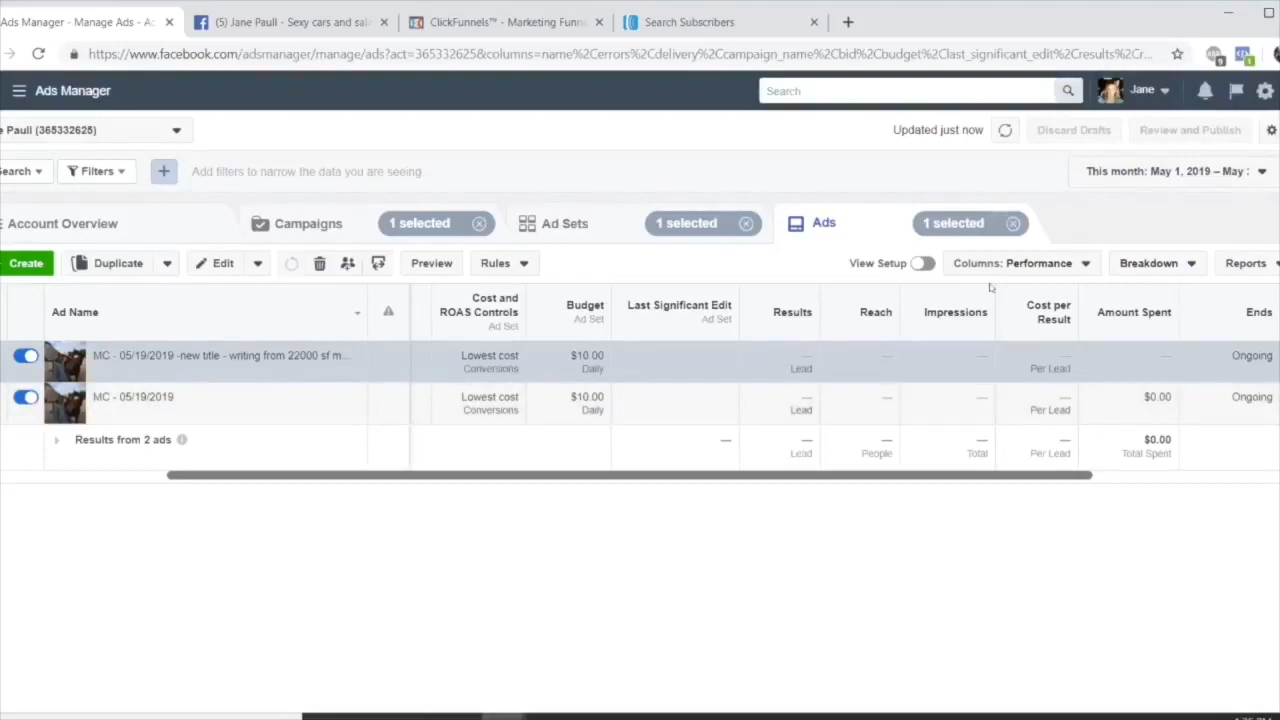 Ads Manager - Manage Ads - Ac
(5) Jane Paull - Sexy cars and sal
ClickFunnels™ - Marketing Funn
Search Subscribers
https://www.facebook.com/adsmanager/manage/ads?act=365332625&columns=name%2Cerrors%2Cdelivery%2Ccampaign_name%2Cbid%2Cbudget%2Clast_significant_edit%2Cresults%2Cr...
Ads Manager
Search
Jane
e Paull (365332625)
Updated just now
Discard Drafts
Review and Publish
earch
Filters
Add filters to narrow the data you are seeing.
This month: May 1, 2019 – May
Account Overview
Campaigns
1 selected
Ad Sets
1 selected
Ads
1 selected
Create
Duplicate
Edit
Preview
Rules
View Setup
Columns: Performance
Breakdown
Reports
Ad Name
Cost and ROAS Controls
Ad Set
Budget
Ad Set
Last Significant Edit
Ad Set
Results
Reach
Impressions
Cost per Result
Amount Spent
Ends
MC - 05/19/2019 -new title - writing from 22000 sf m...
Lowest cost
Conversions
$10.00
Daily
—
Lead
—
—
—
Per Lead
—
Ongoing
MC - 05/19/2019
Lowest cost
Conversions
$10.00
Daily
—
Lead
—
—
—
Per Lead
$0.00
Ongoing
Results from 2 ads
—
—
Lead
—
People
—
Total
—
Per Lead
$0.00
Total Spent